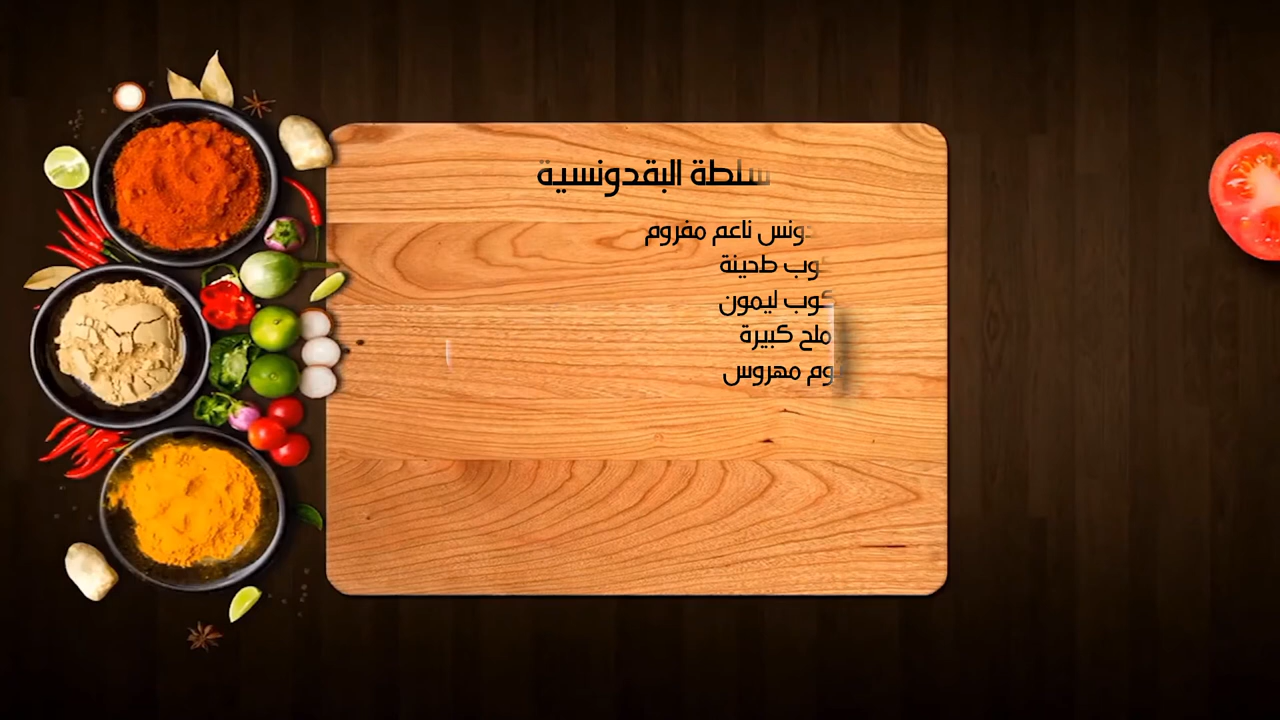 سلطة البقدونسية
ناعم مفروم
طحينة
ليمون
ملح كبيرة
مهروس